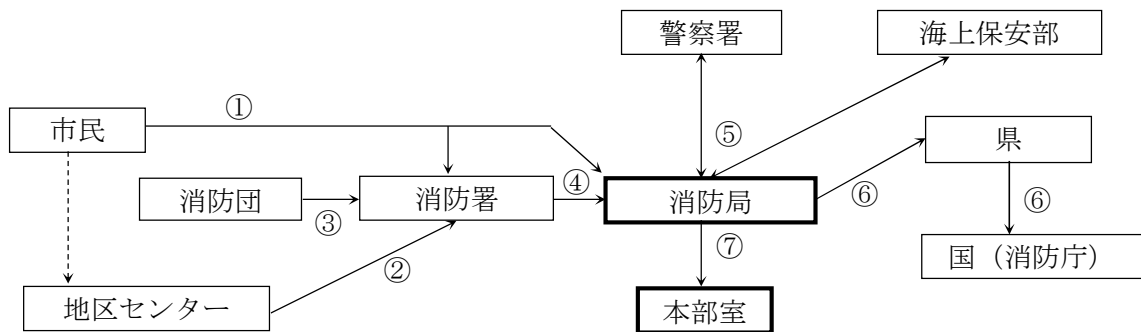 警察署
海上保安部
①
市民
⑤
県
消防団
③
消防署
④
消防局
⑥
⑥
②
⑦
国（消防庁）
地区センター
本部室